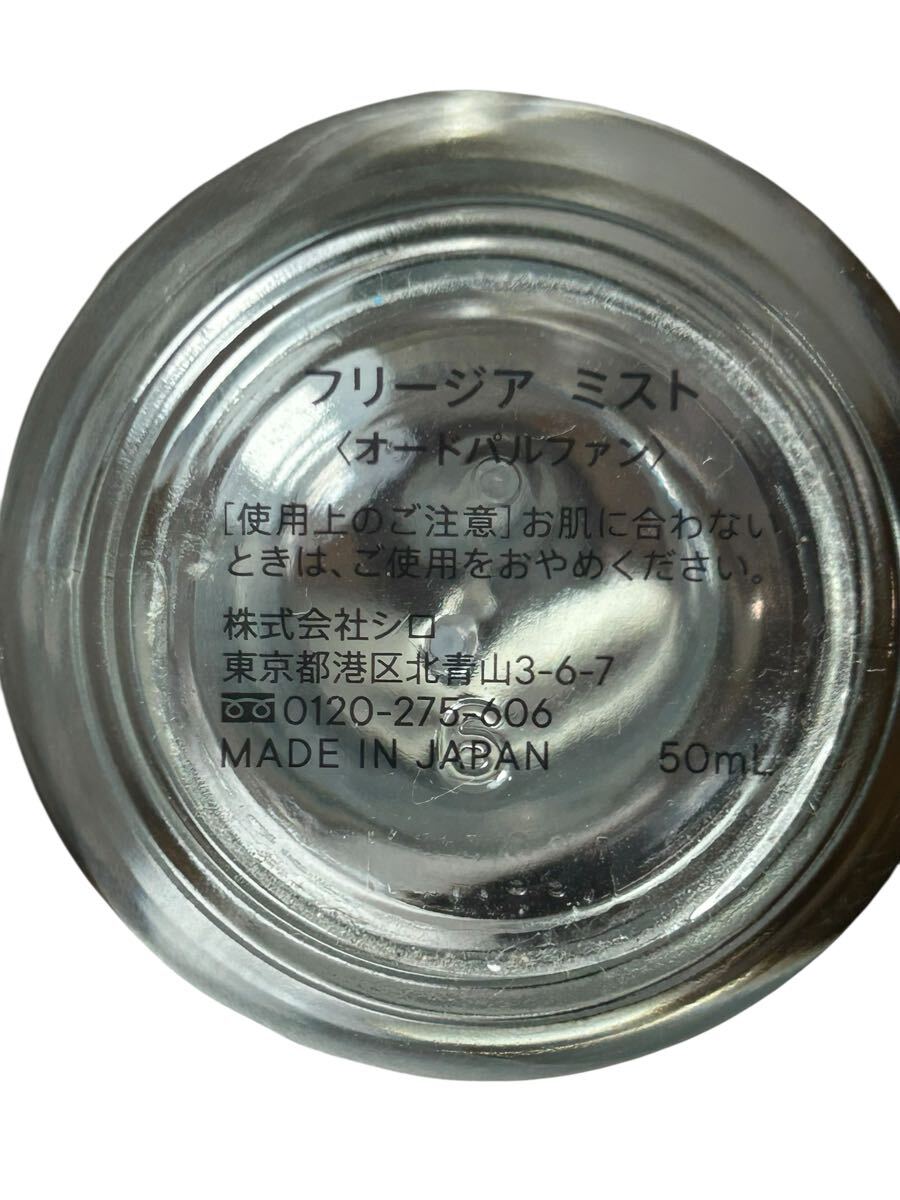 フリージア ミスト
〈オードパルファン〉
[使用上のご注意]お肌に合わない
ときは、ご使用をおやめください。
株式会社シロ
東京都港区北青山3-6-7
0120-275-606
MADE IN JAPAN 50mL